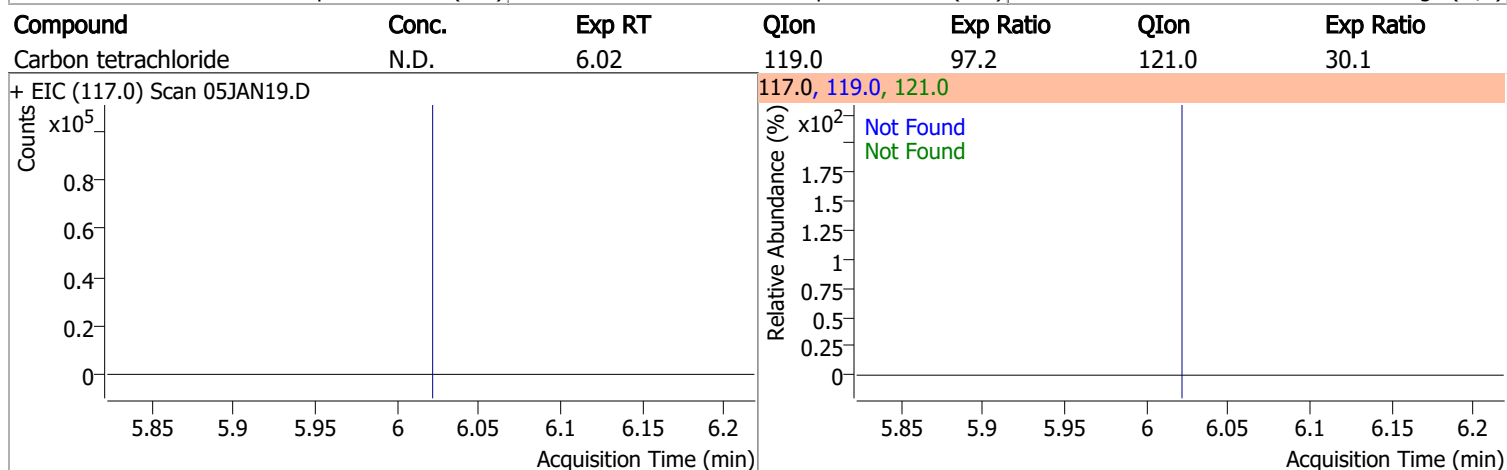 Compound Conc. Exp RT QIon Exp Ratio QIon Exp Ratio
Carbon tetrachloride N.D. 6.02 119.0 97.2 121.0 30.1
+ EIC (117.0) Scan 05JAN19.D
Counts
x10^5
0.8
0.6
0.4
0.2
0
5.85 5.9 5.95 6 6.05 6.1 6.15 6.2
Acquisition Time (min)
117.0, 119.0, 121.0
Relative Abundance (%)
x10^2
Not Found
Not Found
1.75
1.5
1.25
1
0.75
0.5
0.25
0
5.85 5.9 5.95 6 6.05 6.1 6.15 6.2
Acquisition Time (min)